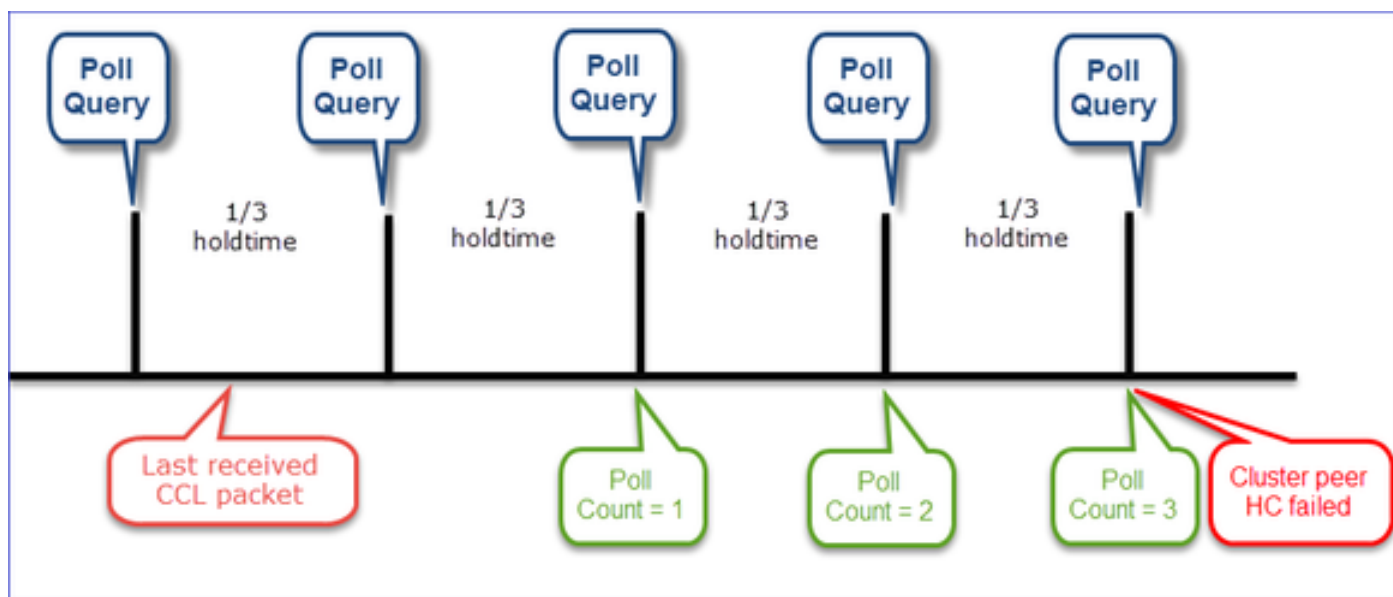 Poll
Query
Poll
Query
Poll
Query
Poll
Query
Poll
Query
1/3
holdtime
1/3
holdtime
1/3
holdtime
1/3
holdtime
Last received
CCL packet
Poll
Count = 1
Poll
Count = 2
Poll
Count = 3
Cluster peer
HC failed